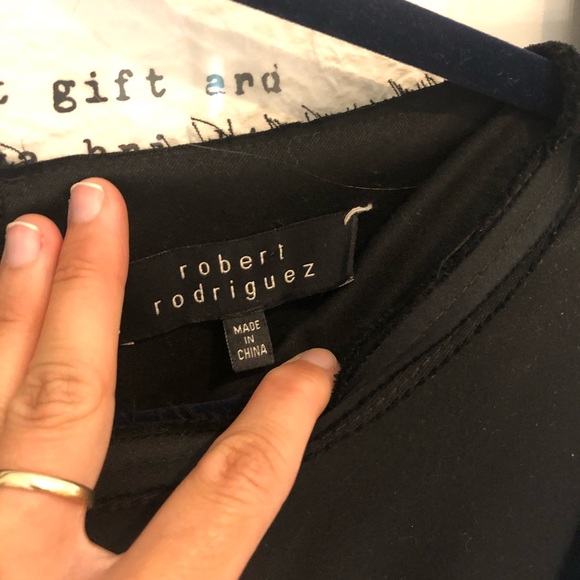 gift and
robert
rodriguez
MADE
IN
CHINA